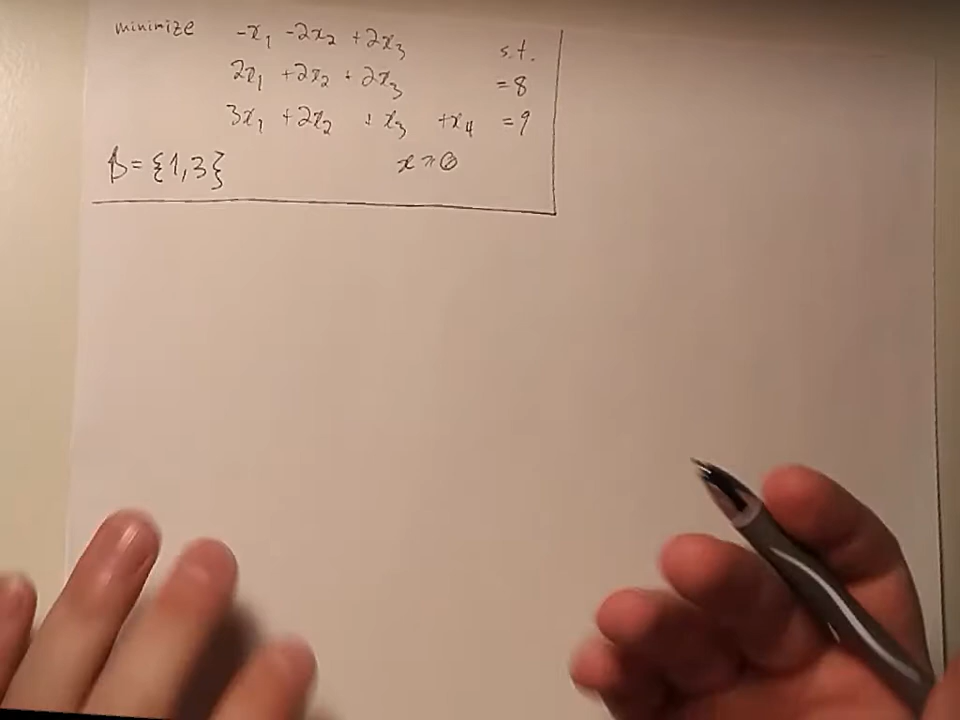 minimize -x₁ -2x₂ +2x₃ s.t.
2x₁ +2x₂ +2x₃ =8
3x₁ +2x₂ +x₃ +x₄ =9
B={1,3} x≥0